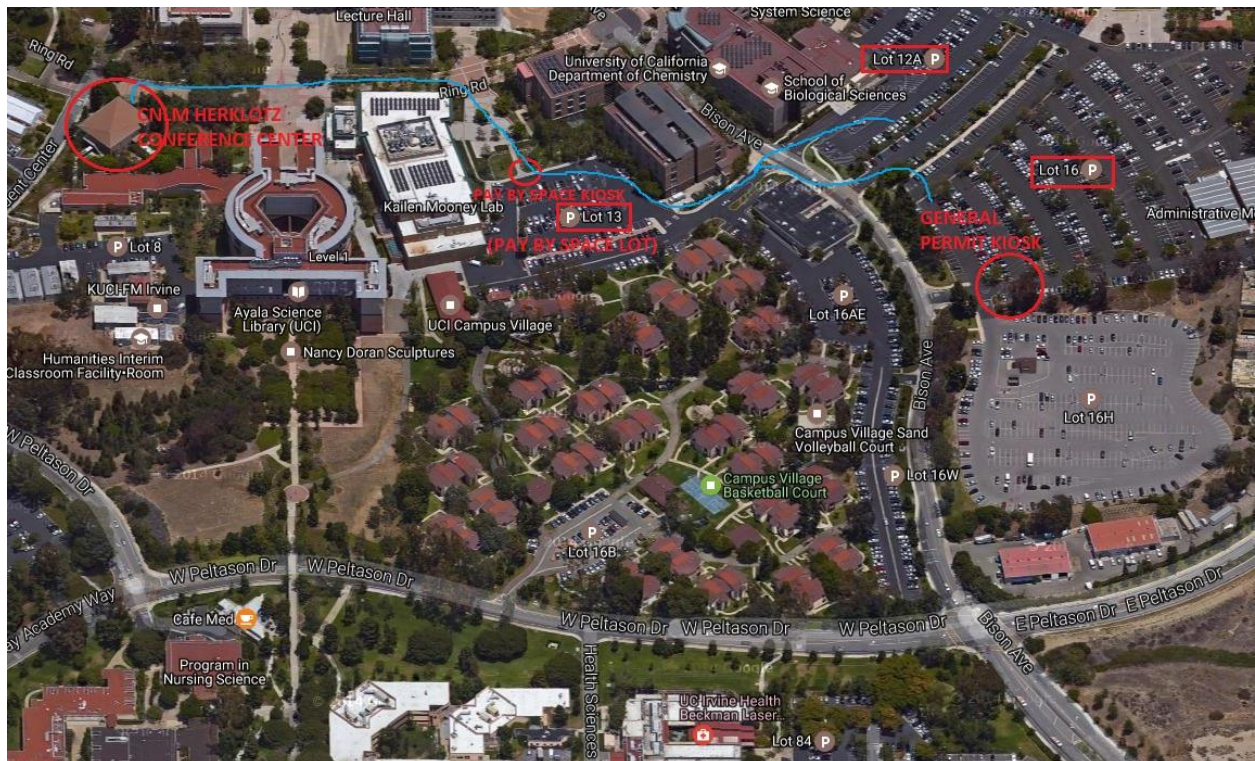 Lecture Hall
Ave
System Science
Ring Rd
University of California
Department of Chemistry
Lot 12A
P
School of
Biological Sciences
Ring Rd
Bison Ave
CNLM HERKLOTZ
CONFERENCE CENTER
Lot 16
P
PAY BY SPACE KIOSK
Kailen Mooney Lab
P
Lot 13
GENERAL
PERMIT KIOSK
Administrative M
(PAY BY SPACE LOT)
P
Lot 8
Level 1
KUCI-FM Irvine
Ayala Science
Library (UCI)
UCI Campus Village
P
Lot 16AE
Humanities Interim
Classroom Facility•Room
Nancy Doran Sculptures
Bison Ave
P
Lot 16H
Campus Village Sand
Volleyball Court
W Peltason Dr
Campus Village
Basketball Court
P
Lot 16W
P
Lot 16B
W Peltason Dr
W Peltason Dr
W Peltason Dr
W Peltason Dr
W Peltason Dr
E Peltason Dr
E Peltason Dr
Academy Way
Cafe Med
Bison Ave
Program in
Nursing Science
Health Sciences
UC Irvine Health
Beckman Laser...
Lot 84
P